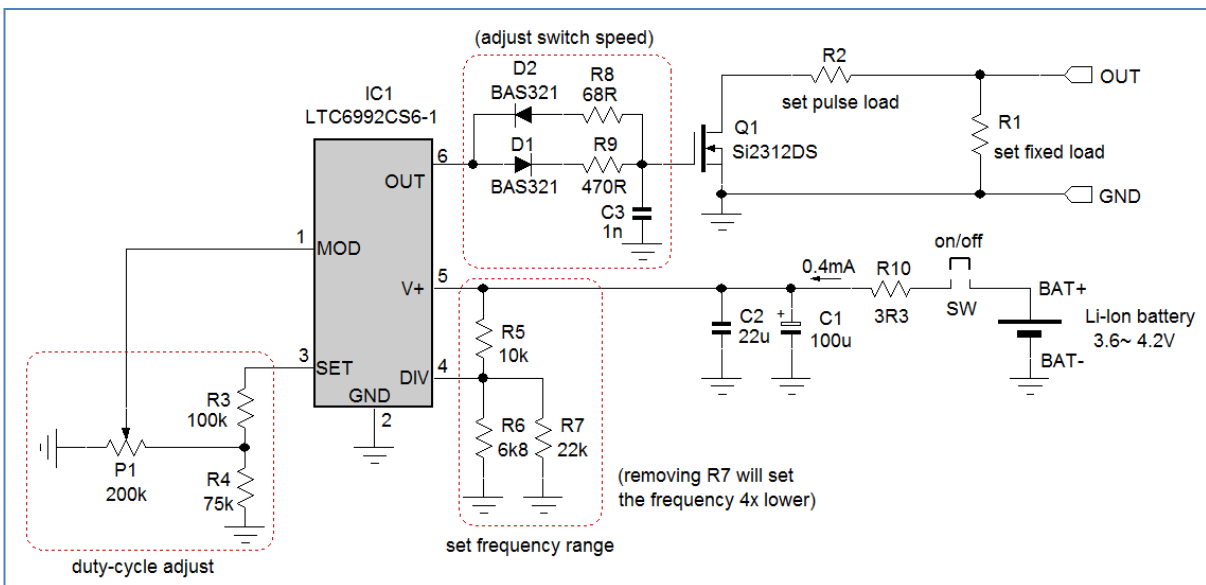 (adjust switch speed)
D2
BAS321
R8
68R
D1
BAS321
R9
470R
C3
1n
IC1
LTC6992CS6-1
6
OUT
1
MOD
5
V+
3
SET
4
DIV
GND
2
Q1
Si2312DS
R2
set pulse load
OUT
R1
set fixed load
GND
on/off
0.4mA
R10
3R3
SW
BAT+
Li-Ion battery
3.6~ 4.2V
BAT-
C2
22u
+
C1
100u
R5
10k
R6
6k8
R7
22k
(removing R7 will set
the frequency 4x lower)
set frequency range
R3
100k
P1
200k
R4
75k
duty-cycle adjust